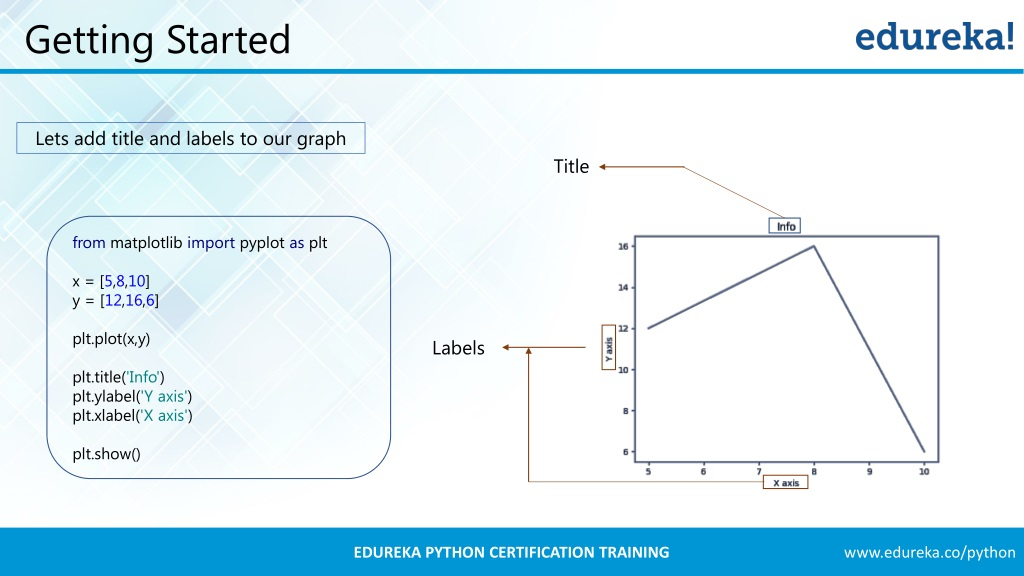 Getting Started
edureka!
Lets add title and labels to our graph
from matplotlib import pyplot as plt
x = [5,8,10]
y = [12,16,6]
plt.plot(x,y)
plt.title('Info')
plt.ylabel('Y axis')
plt.xlabel('X axis')
plt.show()
Title
Labels
Info
16
14
12
10
8
6
Y axis
5 6 7 8 9 10
X axis
EDUREKA PYTHON CERTIFICATION TRAINING
www.edureka.co/python